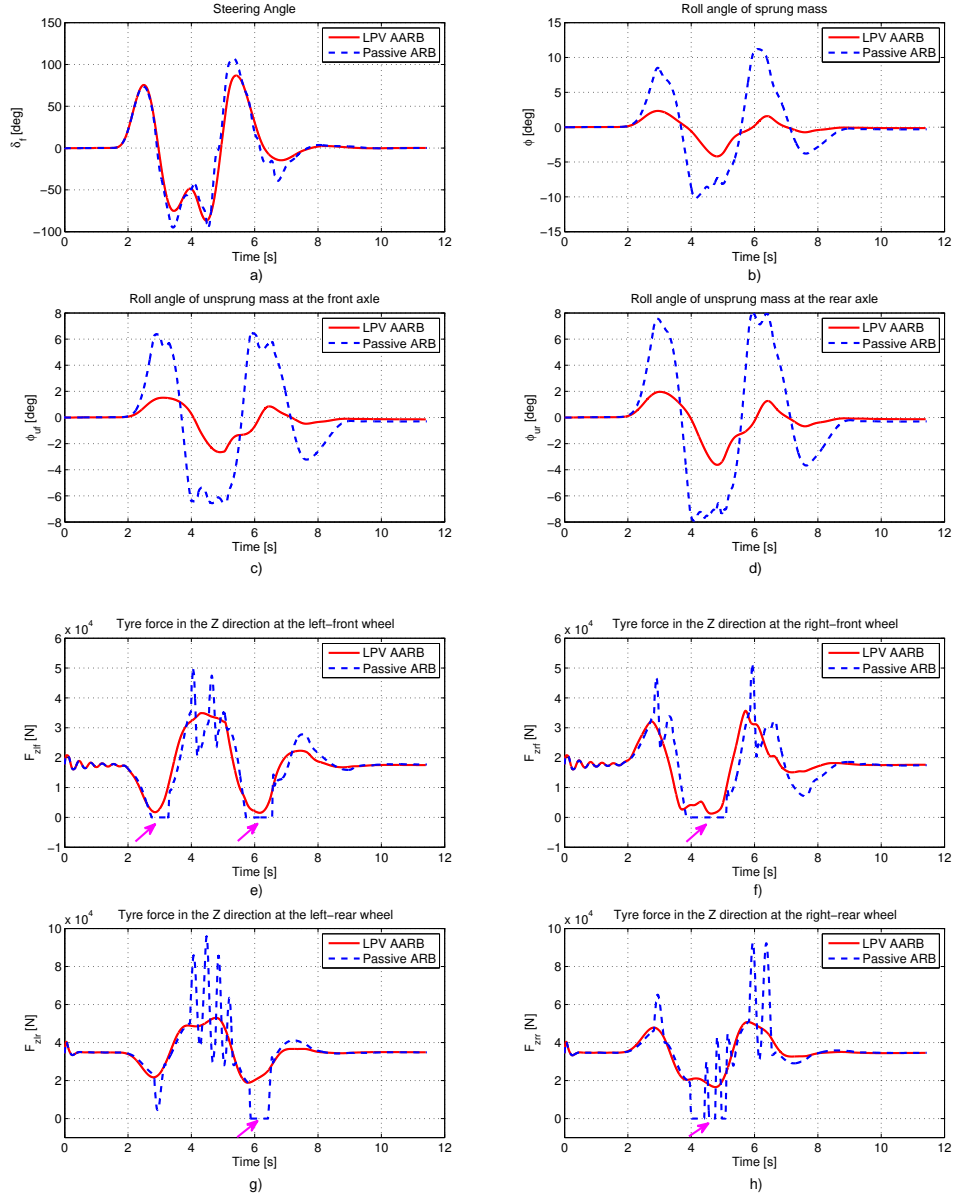 Steering Angle
150
100
50
0
−50
−100
δf [deg]
LPV AARB
Passive ARB
0 2 4 6 8 10 12
Time [s]
a)
Roll angle of sprung mass
15
10
5
0
−5
−10
−15
ϕ [deg]
LPV AARB
Passive ARB
0 2 4 6 8 10 12
Time [s]
b)
Roll angle of unsprung mass at the front axle
8
6
4
2
0
−2
−4
−6
−8
ϕuf [deg]
LPV AARB
Passive ARB
0 2 4 6 8 10 12
Time [s]
c)
Roll angle of unsprung mass at the rear axle
8
6
4
2
0
−2
−4
−6
−8
ϕur [deg]
LPV AARB
Passive ARB
0 2 4 6 8 10 12
Time [s]
d)
Tyre force in the Z direction at the left−front wheel
x 10^4
6
5
4
3
2
1
0
−1
Fzlf [N]
LPV AARB
Passive ARB
0 2 4 6 8 10 12
Time [s]
e)
Tyre force in the Z direction at the right−front wheel
x 10^4
6
5
4
3
2
1
0
−1
Fzrf [N]
LPV AARB
Passive ARB
0 2 4 6 8 10 12
Time [s]
f)
Tyre force in the Z direction at the left−rear wheel
x 10^4
10
8
6
4
2
0
Fzlr [N]
LPV AARB
Passive ARB
0 2 4 6 8 10 12
Time [s]
g)
Tyre force in the Z direction at the right−rear wheel
x 10^4
10
8
6
4
2
0
Fzrr [N]
LPV AARB
Passive ARB
0 2 4 6 8 10 12
Time [s]
h)